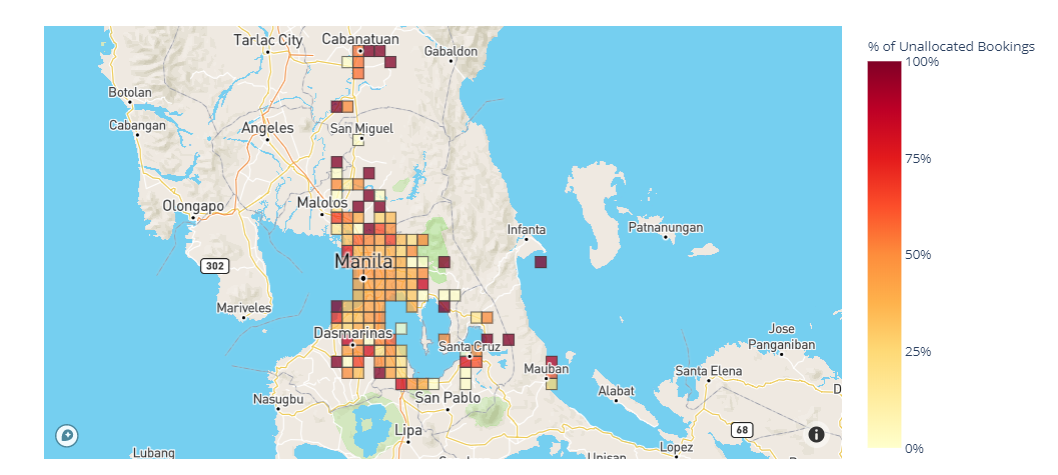 % of Unallocated Bookings
100%
75%
50%
25%
0%
Tarlac City
Cabanatuan
Gabaldon
Botolan
Cabangan
Angeles
San Miguel
Olongapo
Malolos
Infanta
Patnanungan
302
Manila
Mariveles
Dasmarinas
Santa Cruz
Jose
Panganiban
Mauban
Santa Elena
Alabat
Nasugbu
San Pablo
Lipa
68
Lopez
Lubang
Unisan
D